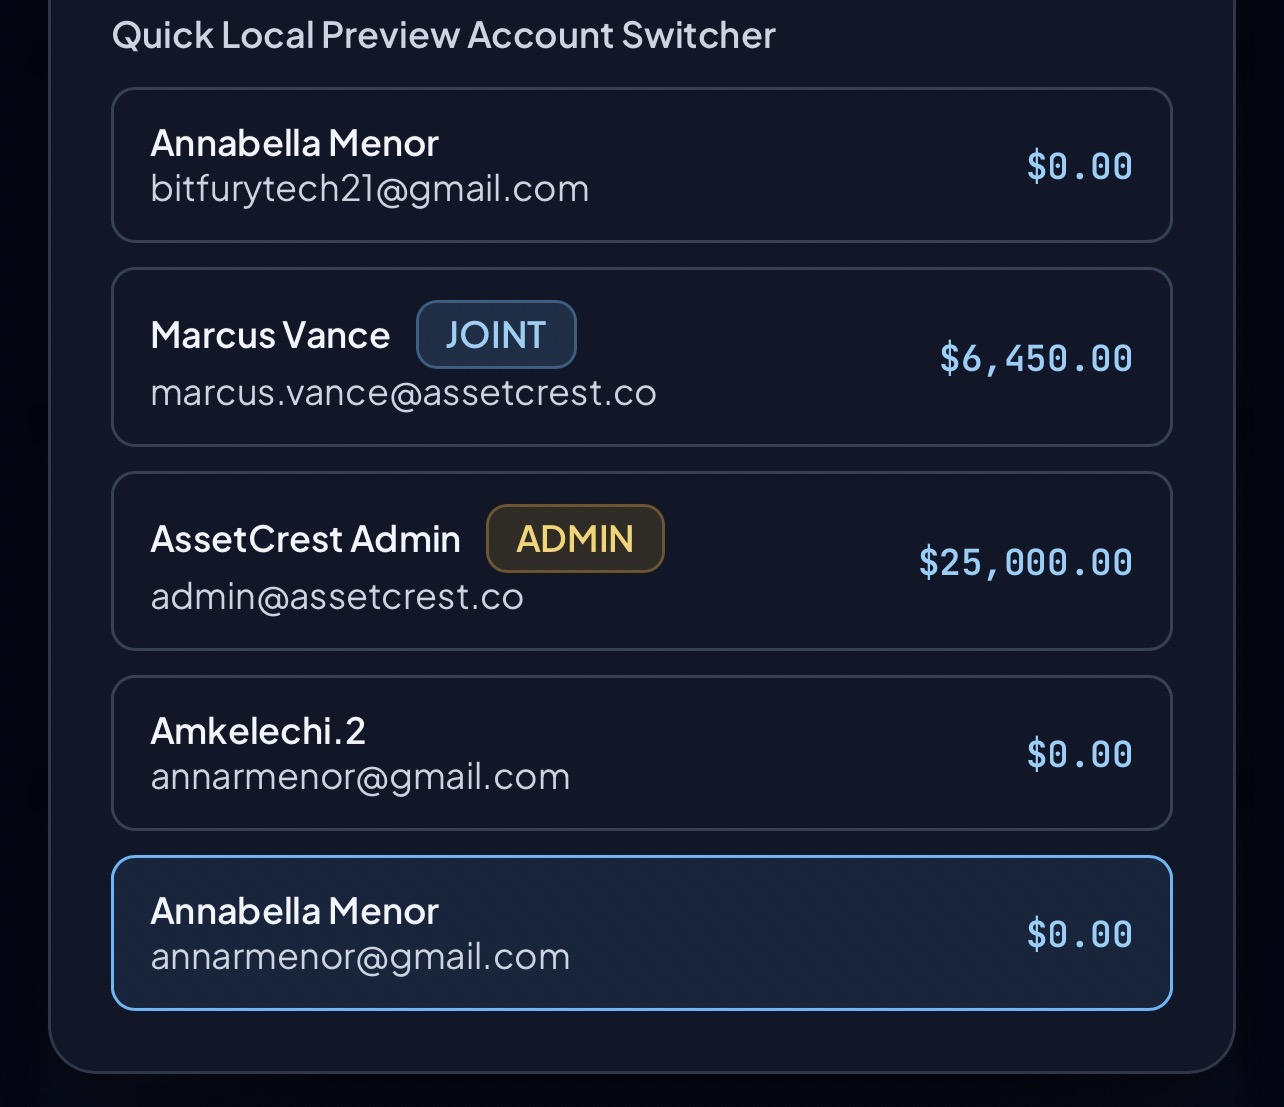 Quick Local Preview Account Switcher
Annabella Menor
bitfurytech21@gmail.com
$0.00
Marcus Vance JOINT
marcus.vance@assetcrest.co
$6,450.00
AssetCrest Admin ADMIN
admin@assetcrest.co
$25,000.00
Amkelechi.2
annarmenor@gmail.com
$0.00
Annabella Menor
annarmenor@gmail.com
$0.00